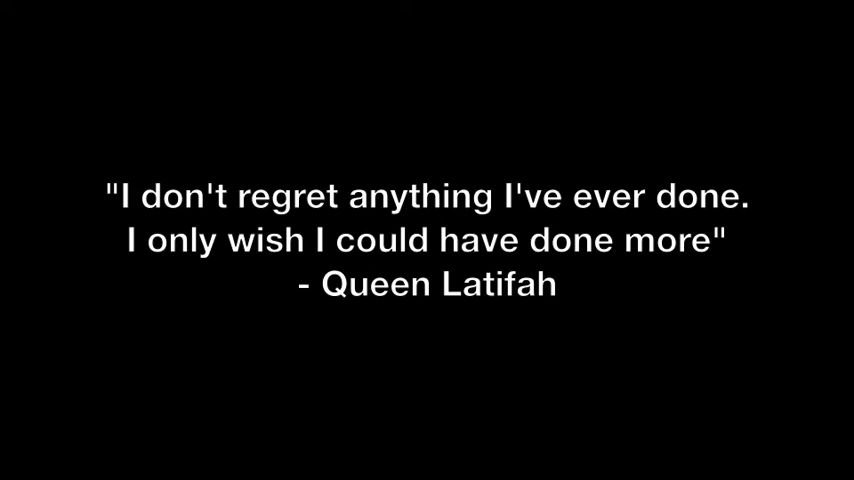 "I don't regret anything I've ever done.
I only wish I could have done more"
- Queen Latifah